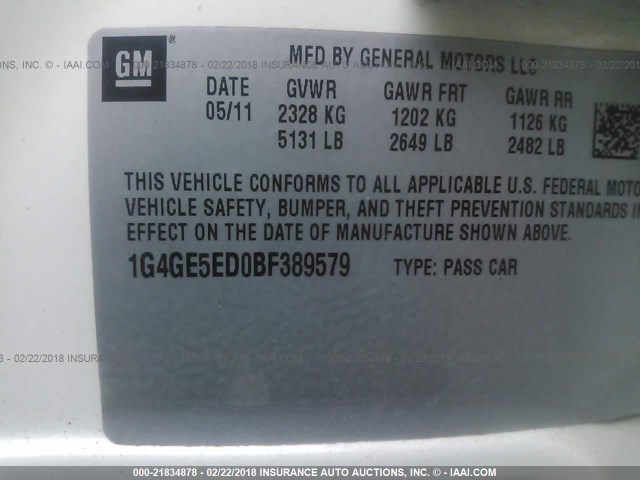 GM ®
MFD BY GENERAL MOTORS LLC
DATE GVWR GAWR FRT GAWR RR
05/11 2328 KG 1202 KG 1126 KG
5131 LB 2649 LB 2482 LB
THIS VEHICLE CONFORMS TO ALL APPLICABLE U.S. FEDERAL MOTO
VEHICLE SAFETY, BUMPER, AND THEFT PREVENTION STANDARDS I
EFFECT ON THE DATE OF MANUFACTURE SHOWN ABOVE.
1G4GE5ED0BF389579 TYPE: PASS CAR
000-21834878 - 02/22/2018 INSURANCE AUTO AUCTIONS, INC. - IAAI.COM